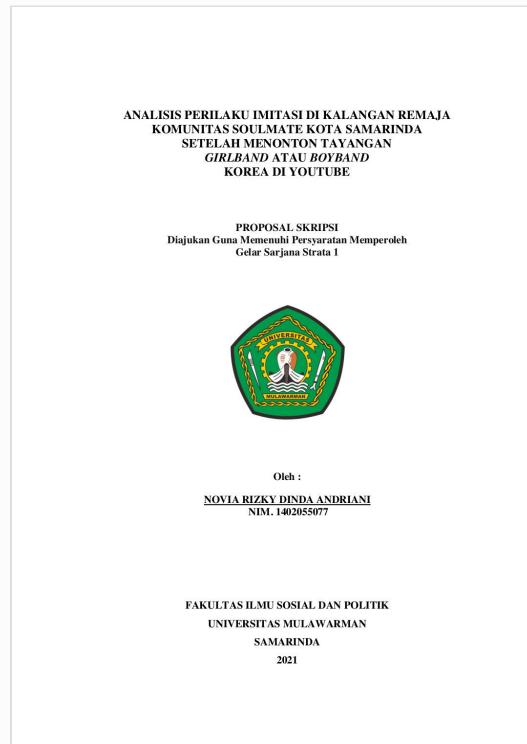 ANALISIS PERILAKU IMITASI DI KALANGAN REMAJA
KOMUNITAS SOULMATE KOTA SAMARINDA
SETELAH MENONTON TAYANGAN
GIRLBAND ATAU BOYBAND
KOREA DI YOUTUBE
PROPOSAL SKRIPSI
Diajukan Guna Memenuhi Persyaratan Memperoleh
Gelar Sarjana Strata 1
UNIVERSITAS
MULAWARMAN
Oleh :
NOVIA RIZKY DINDA ANDRIANI
NIM. 1402055077
FAKULTAS ILMU SOSIAL DAN POLITIK
UNIVERSITAS MULAWARMAN
SAMARINDA
2021